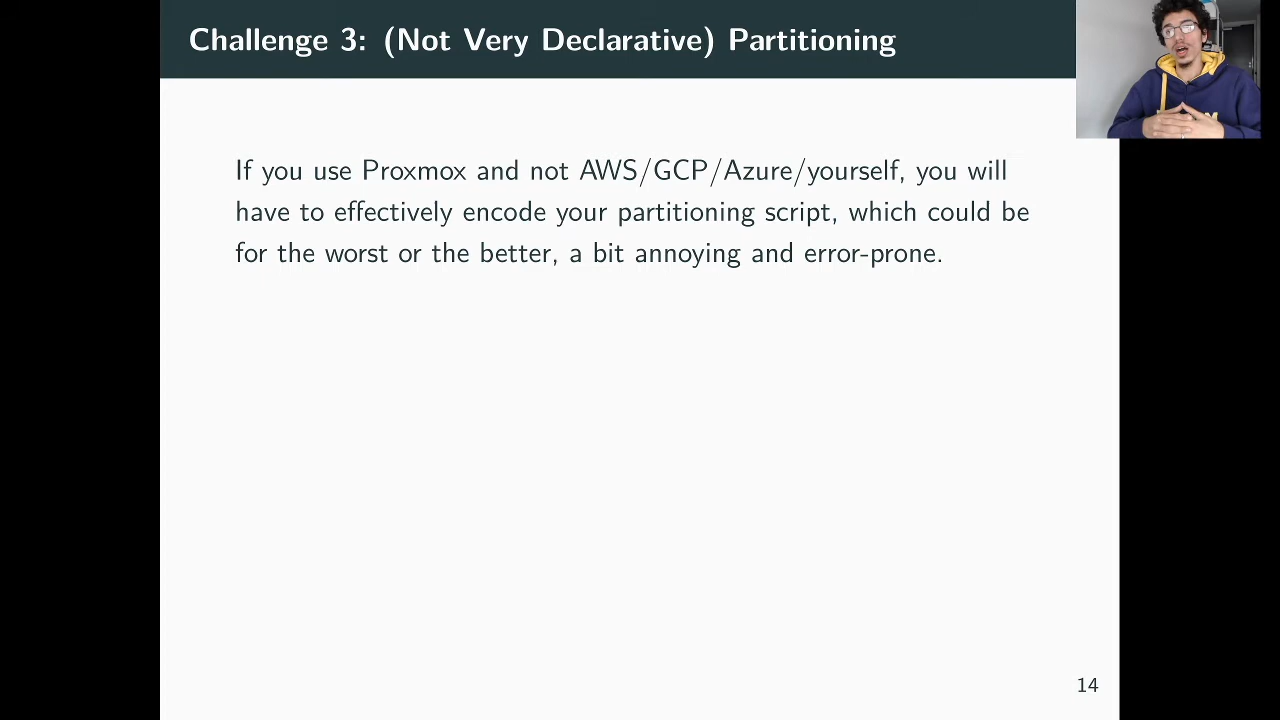 Challenge 3: (Not Very Declarative) Partitioning
If you use Proxmox and not AWS/GCP/Azure/yourself, you will
have to effectively encode your partitioning script, which could be
for the worst or the better, a bit annoying and error-prone.
14